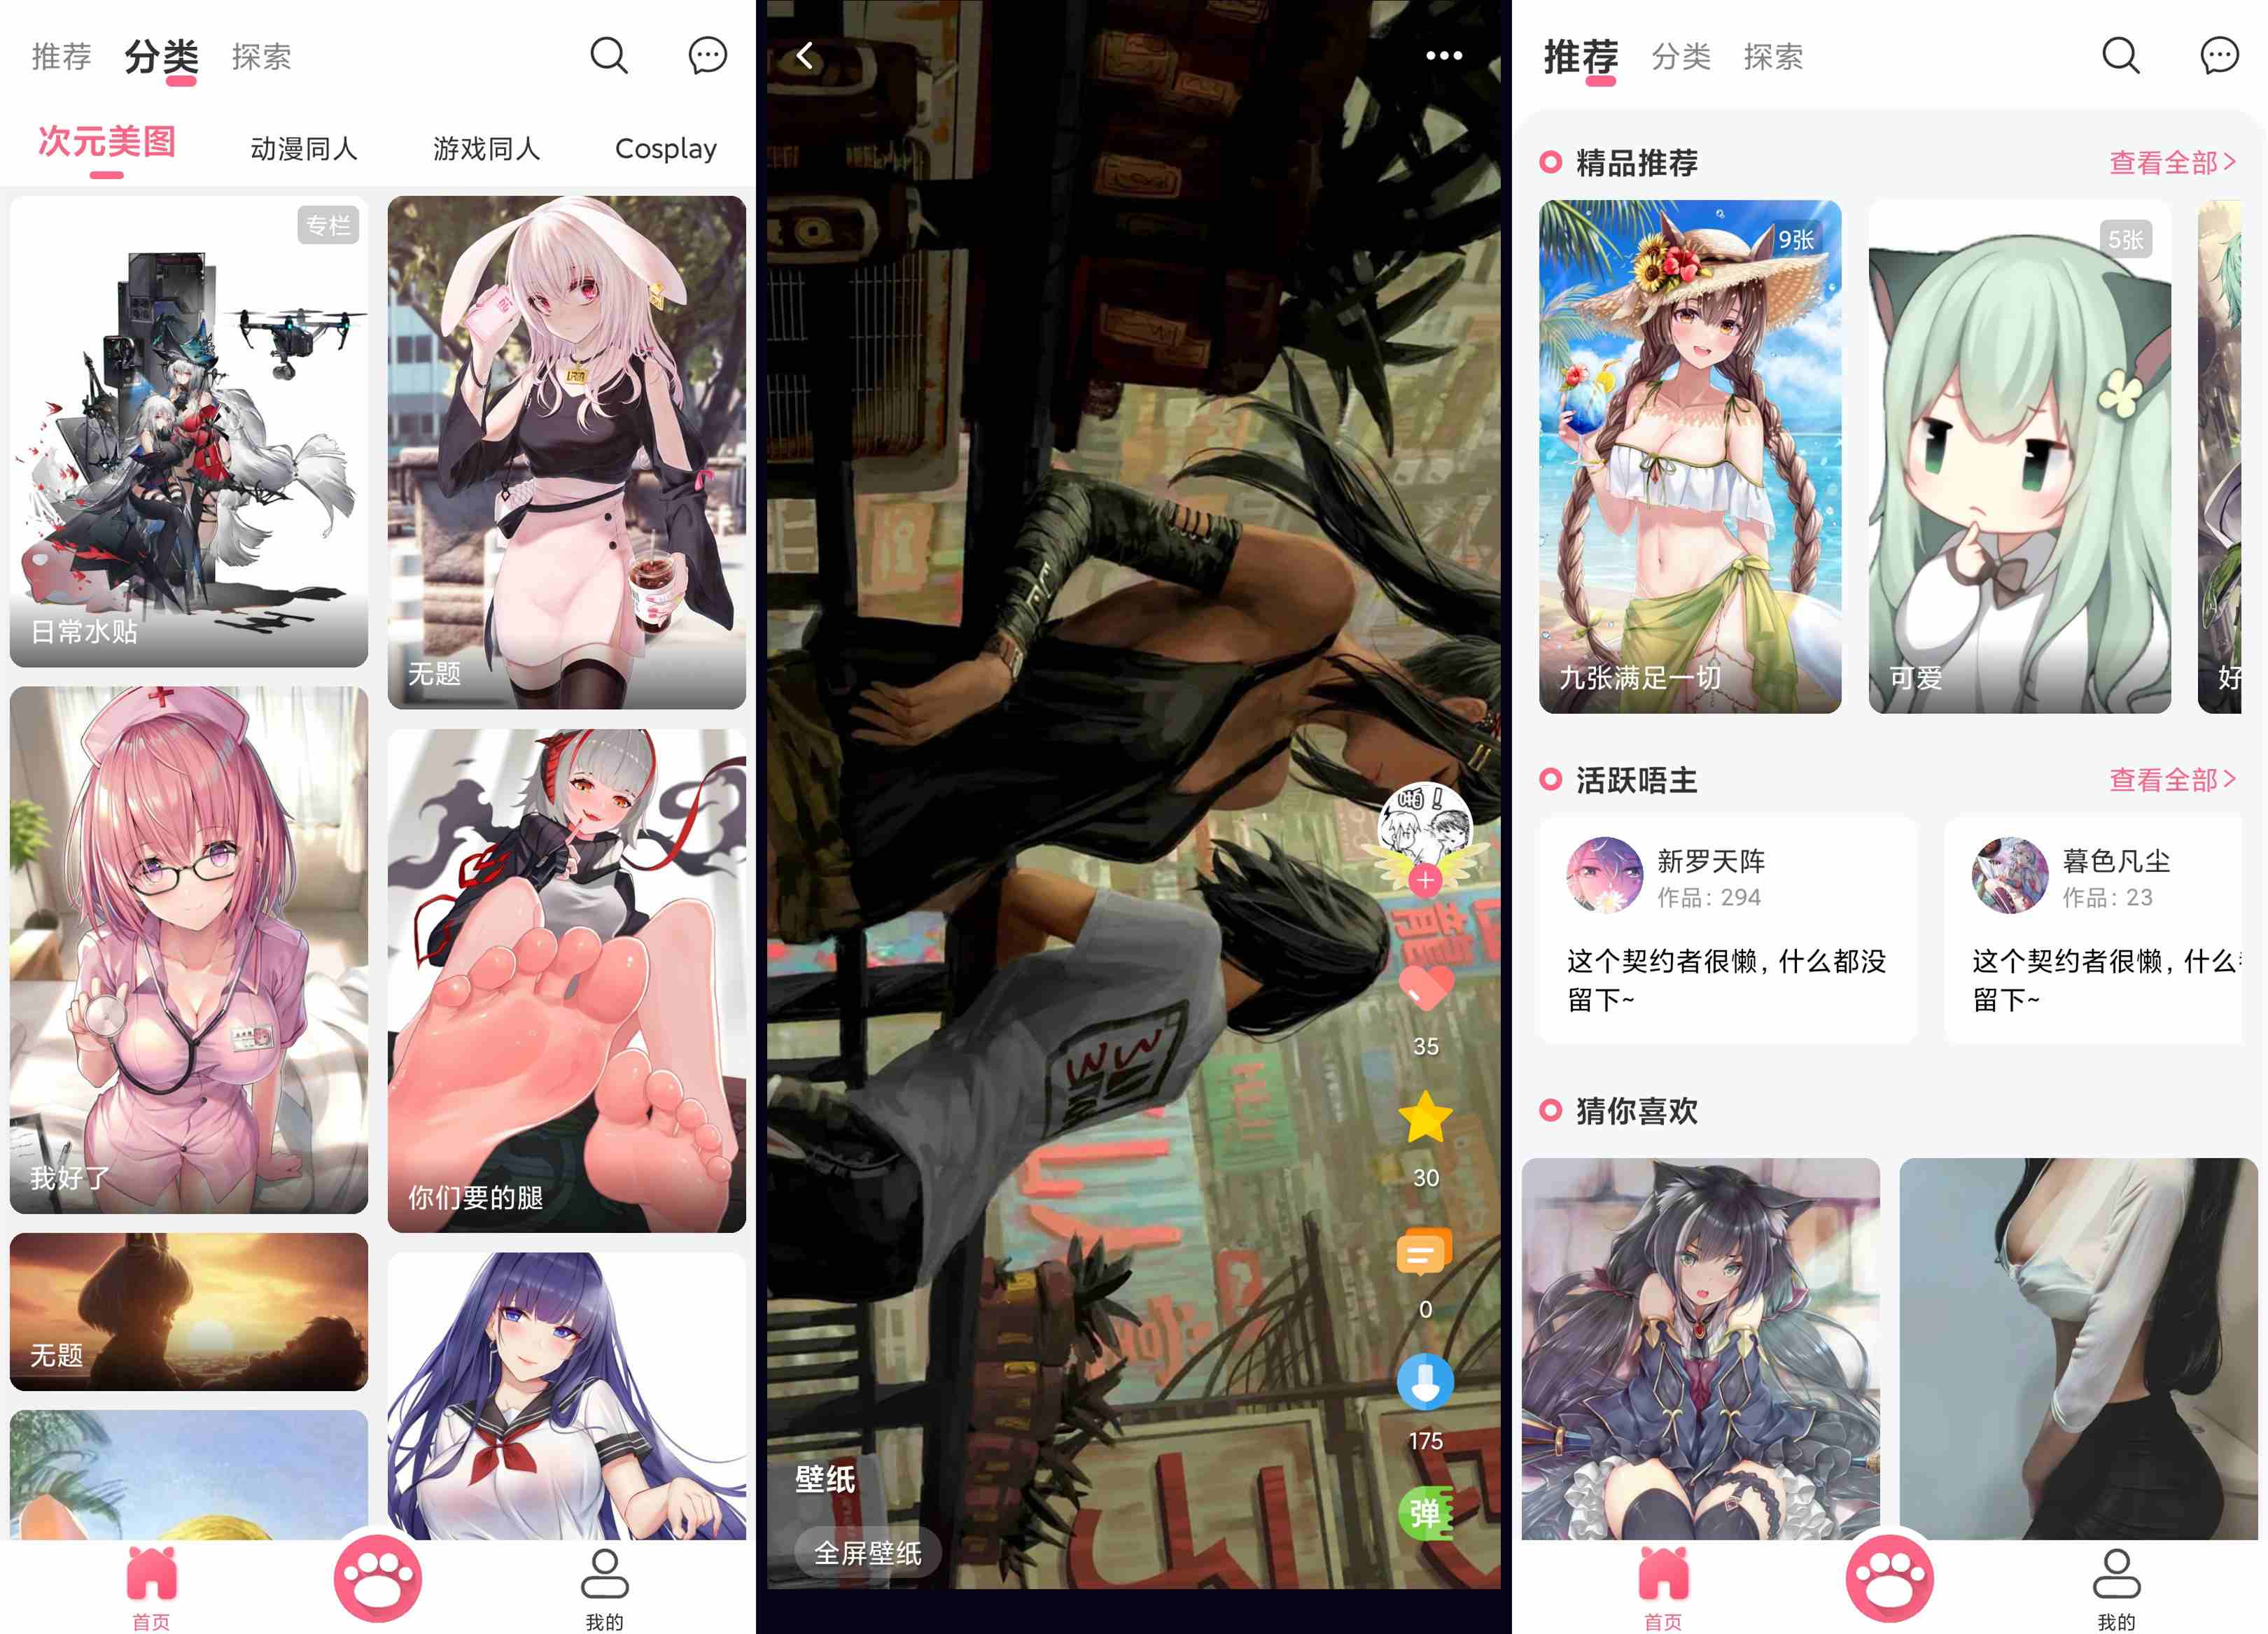 推荐 分类 探索
次元美图 动漫同人 游戏同人 Cosplay
专栏
日常水贴
无题
我好了
你们要的腿
无题
首页
我的
啪！
35
30
0
175
弹
壁纸
全屏壁纸
推荐 分类 探索
精品推荐 查看全部>
9张
九张满足一切
5张
可爱
好
活跃唔主 查看全部>
新罗天阵
作品: 294
这个契约者很懒, 什么都没
留下~
暮色凡尘
作品: 23
这个契约者很懒, 什么
留下~
猜你喜欢
首页
我的